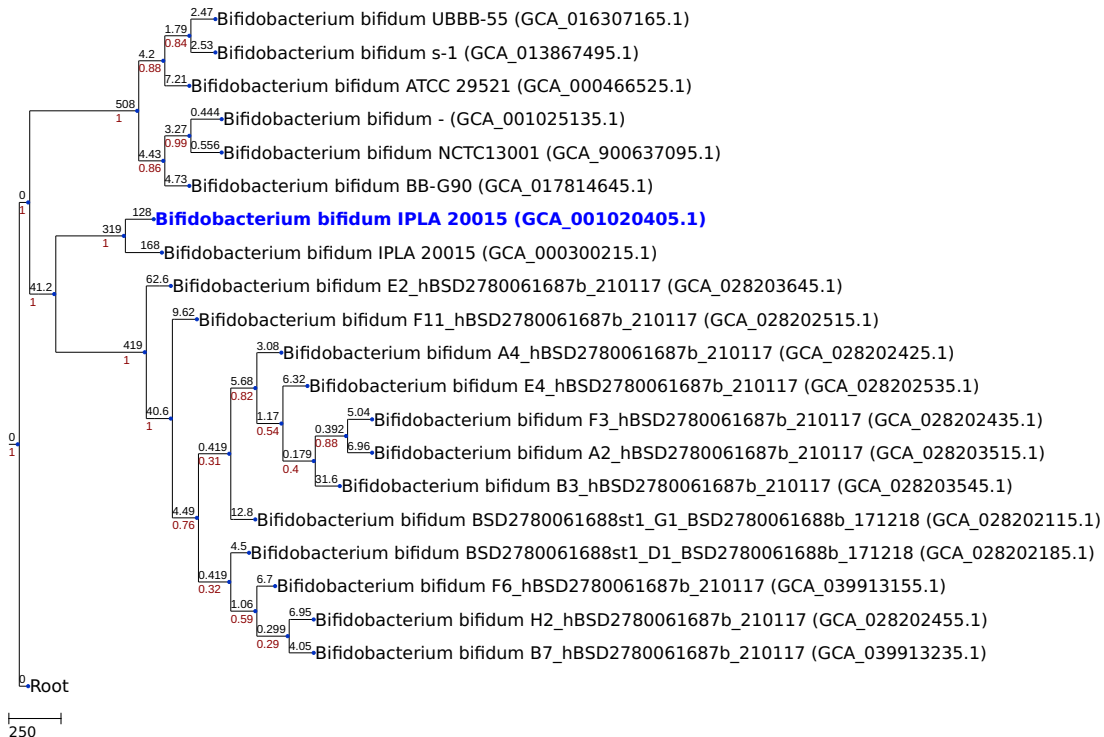 2.47
Bifidobacterium bifidum UBBB-55 (GCA_016307165.1)
1.79
0.84
2.53
Bifidobacterium bifidum s-1 (GCA_013867495.1)
4.2
0.88
7.21
Bifidobacterium bifidum ATCC 29521 (GCA_000466525.1)
508
1
0.444
Bifidobacterium bifidum - (GCA_001025135.1)
3.27
0.99
0.556
Bifidobacterium bifidum NCTC13001 (GCA_900637095.1)
4.43
0.86
4.73
Bifidobacterium bifidum BB-G90 (GCA_017814645.1)
0
1
128
Bifidobacterium bifidum IPLA 20015 (GCA_001020405.1)
319
1
168
Bifidobacterium bifidum IPLA 20015 (GCA_000300215.1)
41.2
1
62.6
Bifidobacterium bifidum E2_hBSD2780061687b_210117 (GCA_028203645.1)
9.62
Bifidobacterium bifidum F11_hBSD2780061687b_210117 (GCA_028202515.1)
419
1
3.08
Bifidobacterium bifidum A4_hBSD2780061687b_210117 (GCA_028202425.1)
5.68
0.82
6.32
Bifidobacterium bifidum E4_hBSD2780061687b_210117 (GCA_028202535.1)
40.6
1
1.17
0.54
5.04
Bifidobacterium bifidum F3_hBSD2780061687b_210117 (GCA_028202435.1)
0.392
0.88
0
1
0.419
0.31
6.96
Bifidobacterium bifidum A2_hBSD2780061687b_210117 (GCA_028203515.1)
0.179
0.4
31.6
Bifidobacterium bifidum B3_hBSD2780061687b_210117 (GCA_028203545.1)
4.49
0.76
12.8
Bifidobacterium bifidum BSD2780061688st1_G1_BSD2780061688b_171218 (GCA_028202115.1)
4.5
Bifidobacterium bifidum BSD2780061688st1_D1_BSD2780061688b_171218 (GCA_028202185.1)
0.419
0.32
6.7
Bifidobacterium bifidum F6_hBSD2780061687b_210117 (GCA_039913155.1)
1.06
0.59
6.95
Bifidobacterium bifidum H2_hBSD2780061687b_210117 (GCA_028202455.1)
0.299
0.29
4.05
Bifidobacterium bifidum B7_hBSD2780061687b_210117 (GCA_039913235.1)
0
Root
250